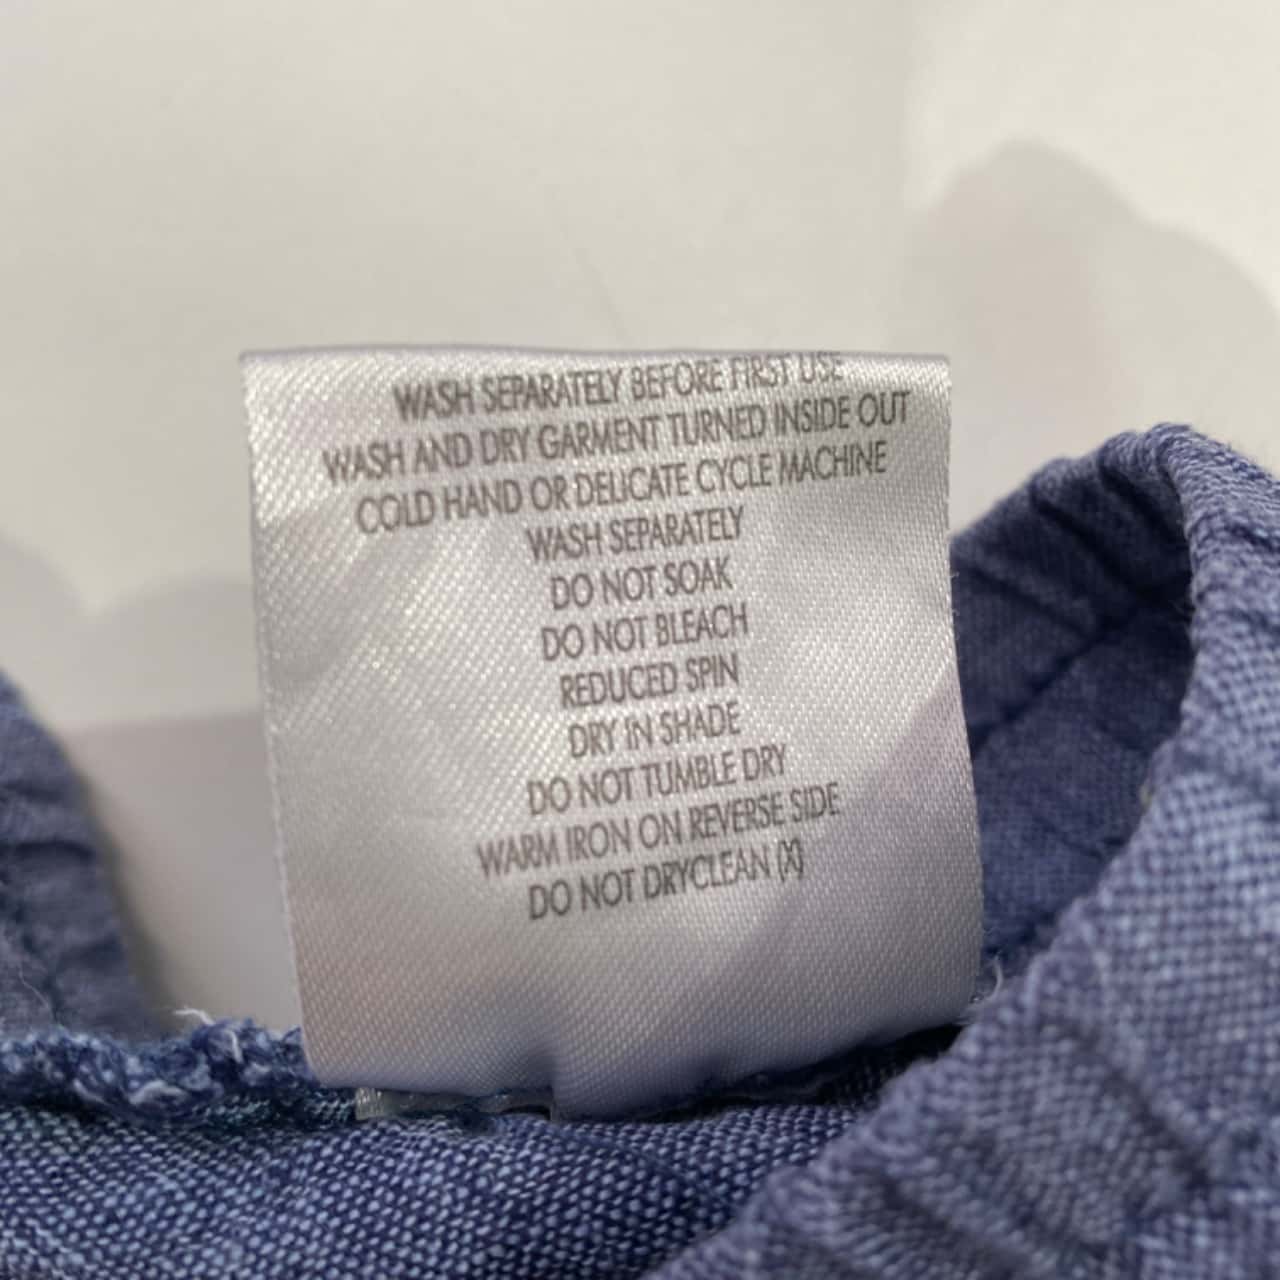 WASH SEPARATELY BEFORE FIRST USE
WASH AND DRY GARMENT TURNED INSIDE OUT
COLD HAND OR DELICATE CYCLE MACHINE
WASH SEPARATELY
DO NOT SOAK
DO NOT BLEACH
REDUCED SPIN
DRY IN SHADE
DO NOT TUMBLE DRY
WARM IRON ON REVERSE SIDE
DO NOT DRYCLEAN (X)